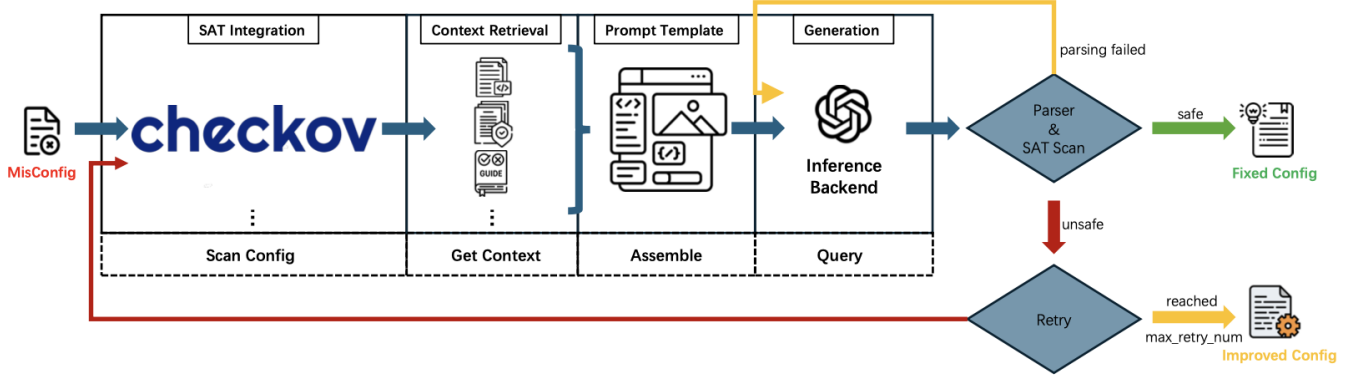 SAT Integration
Context Retrieval
Prompt Template
Generation
parsing failed
MisConfig
checkov
GUIDE
Inference
Backend
Parser
&
SAT Scan
safe
Fixed Config
unsafe
Scan Config
Get Context
Assemble
Query
Retry
reached
max_retry_num
Improved Config